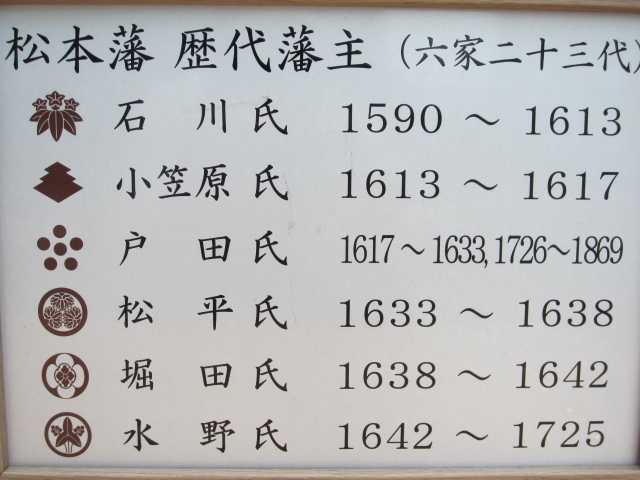 松本藩 歴代藩主（六家二十三代）
石川氏 1590 ～ 1613
小笠原氏 1613 ～ 1617
戸田氏 1617～1633, 1726～1869
松平氏 1633 ～ 1638
堀田氏 1638 ～ 1642
水野氏 1642 ～ 1725